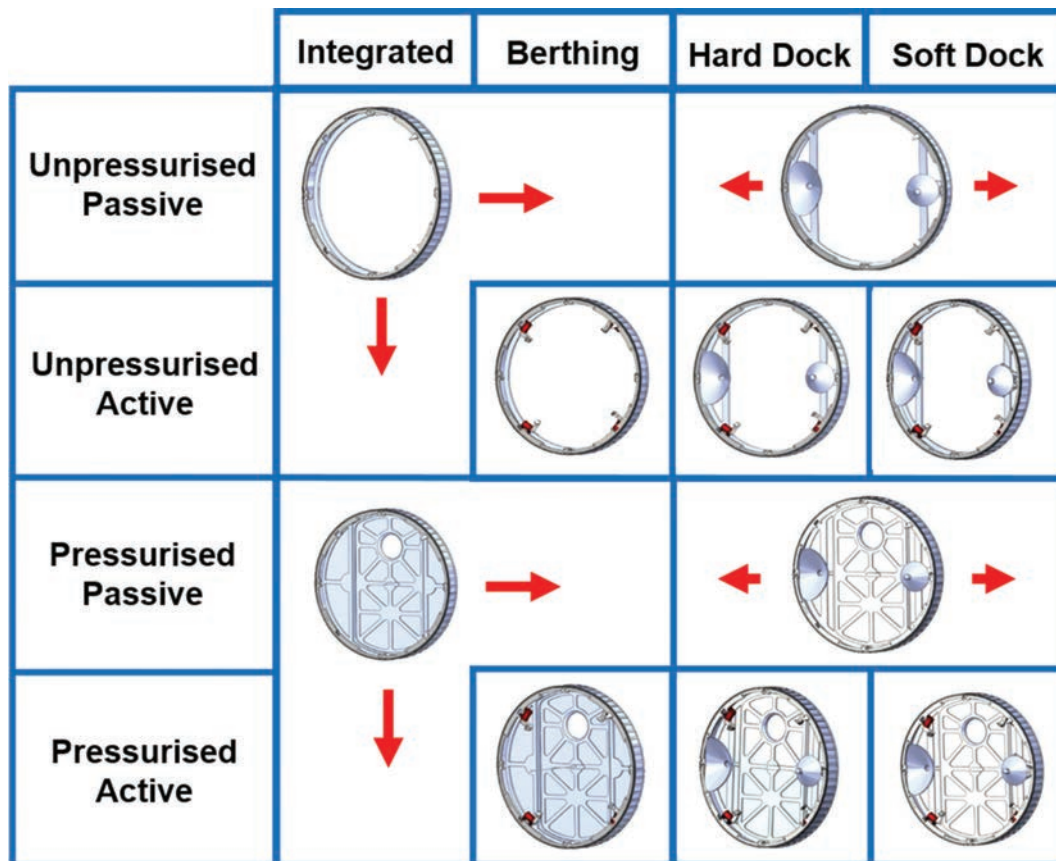 Integrated
Berthing
Hard Dock
Soft Dock
Unpressurised
Passive
Unpressurised
Active
Pressurised
Passive
Pressurised
Active